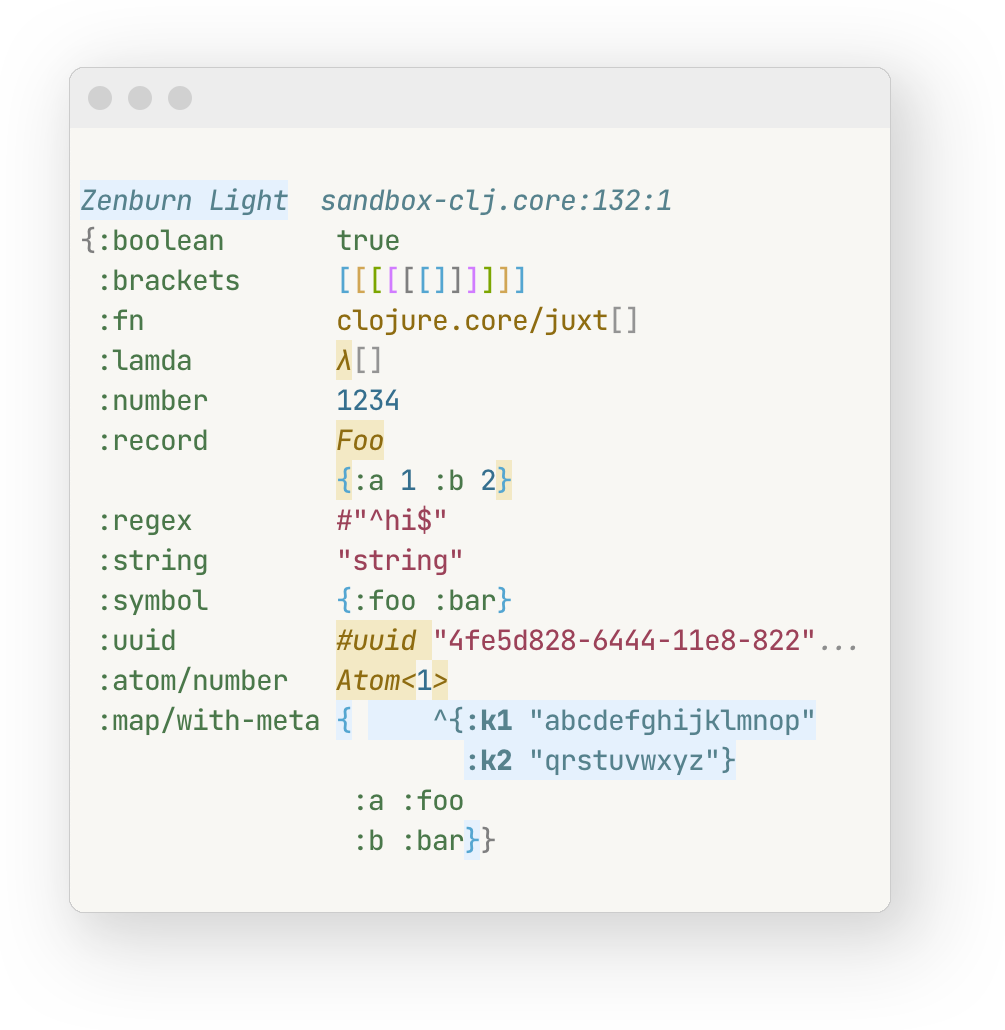 Zenburn Light  sandbox-clj.core:132:1
{:boolean       true
 :brackets      [[[[[[]]]]]]
 :fn            clojure.core/juxt[]
 :lamda         λ[]
 :number        1234
 :record        Foo
                {:a 1 :b 2}
 :regex         #"^hi$"
 :string        "string"
 :symbol        {:foo :bar}
 :uuid          #uuid "4fe5d828-6444-11e8-822"...
 :atom/number   Atom<1>
 :map/with-meta {     ^{:k1 "abcdefghijklmnop"
                        :k2 "qrstuvwxyz"}
                 :a :foo
                 :b :bar}}